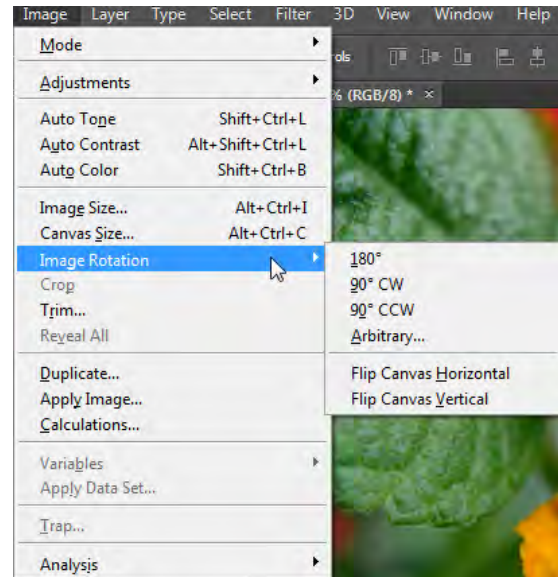 Image Layer Type Select Filter 3D View Window Help
Mode
ols
Adjustments
% (RGB/8) * ×
Auto Tone Shift+Ctrl+L
Auto Contrast Alt+Shift+Ctrl+L
Auto Color Shift+Ctrl+B
Image Size... Alt+Ctrl+I
Canvas Size... Alt+Ctrl+C
Image Rotation
180°
Crop
90° CW
Trim...
90° CCW
Reveal All
Arbitrary...
Duplicate...
Flip Canvas Horizontal
Apply Image...
Flip Canvas Vertical
Calculations...
Variables
Apply Data Set...
Trap...
Analysis